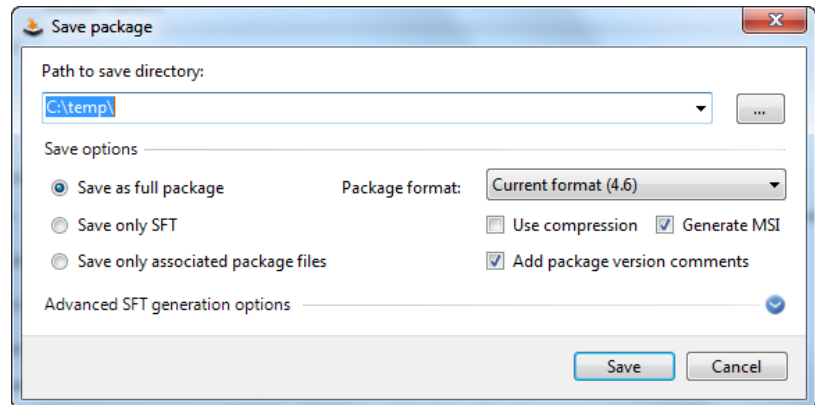 Save package
Path to save directory:
C:\temp\
...
Save options
Save as full package Package format: Current format (4.6)
Save only SFT Use compression Generate MSI
Save only associated package files Add package version comments
Advanced SFT generation options
Save Cancel